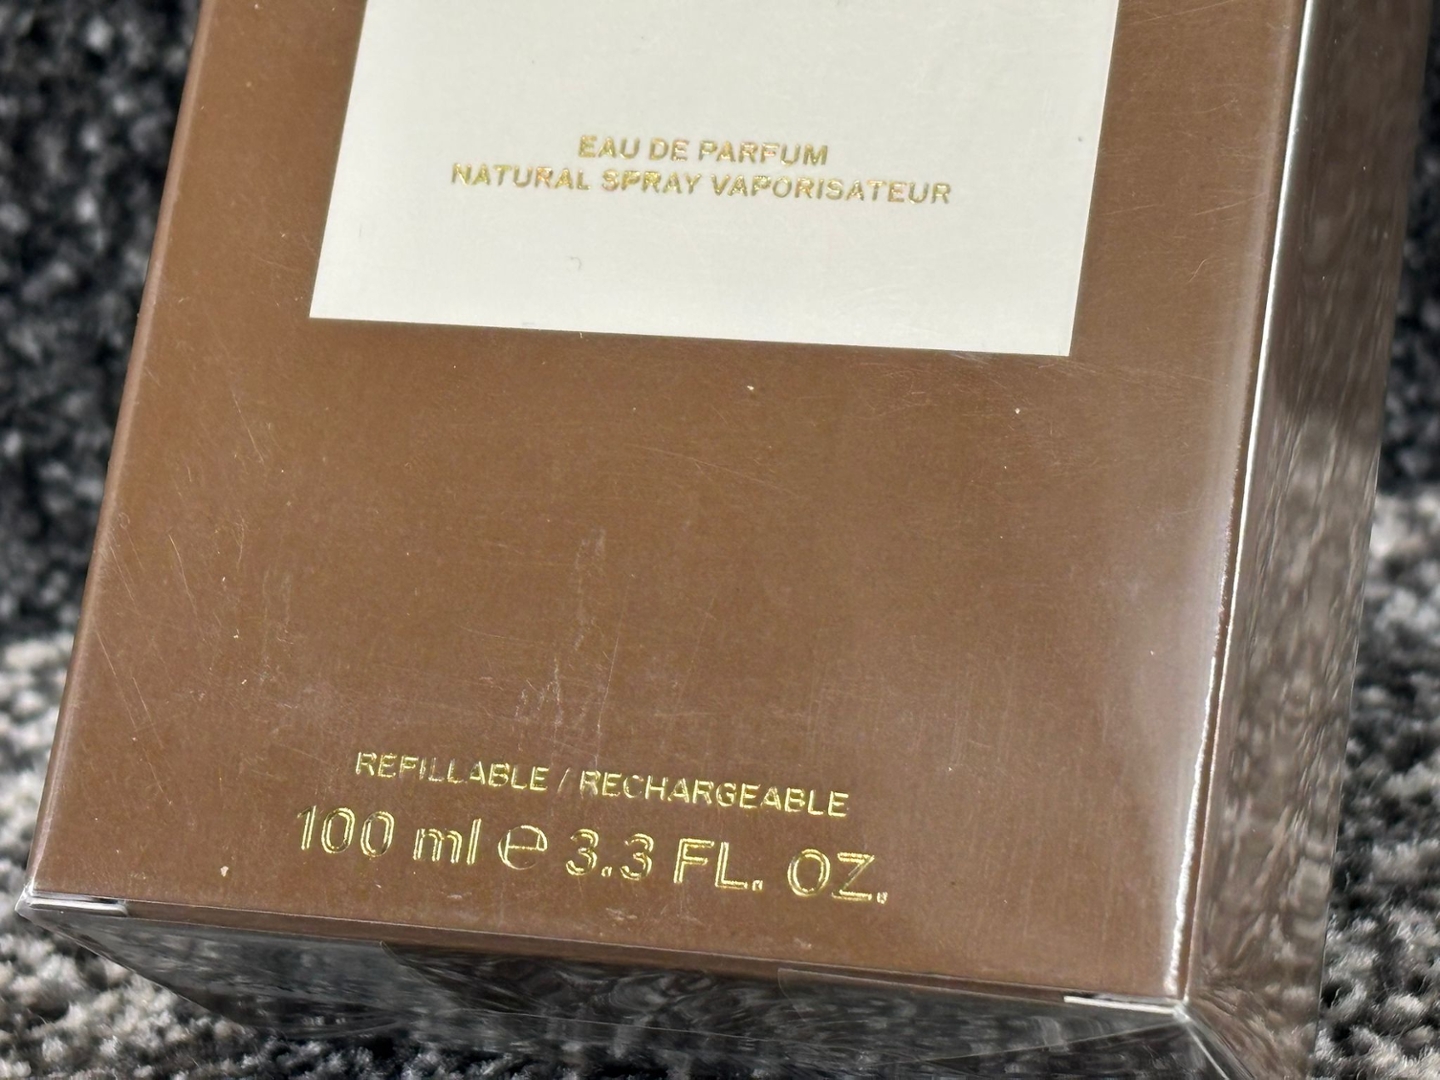 EAU DE PARFUM
NATURAL SPRAY VAPORISATEUR
REFILLABLE / RECHARGEABLE
100 ml ℮ 3.3 FL. OZ.